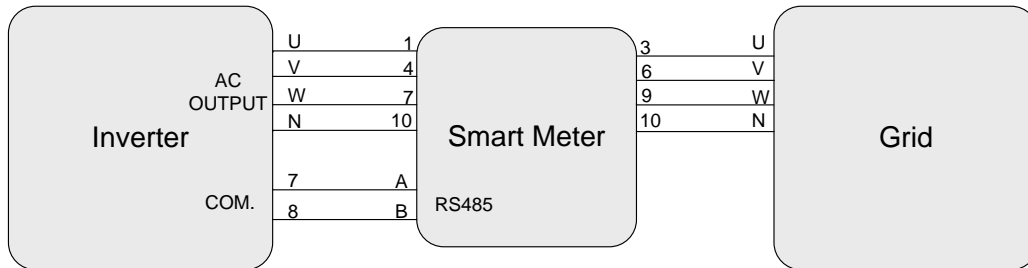 U 1
V 4
W 7
N 10
AC
OUTPUT
Inverter
COM.
7 A
8 B
RS485
Smart Meter
3 U
6 V
9 W
10 N
Grid